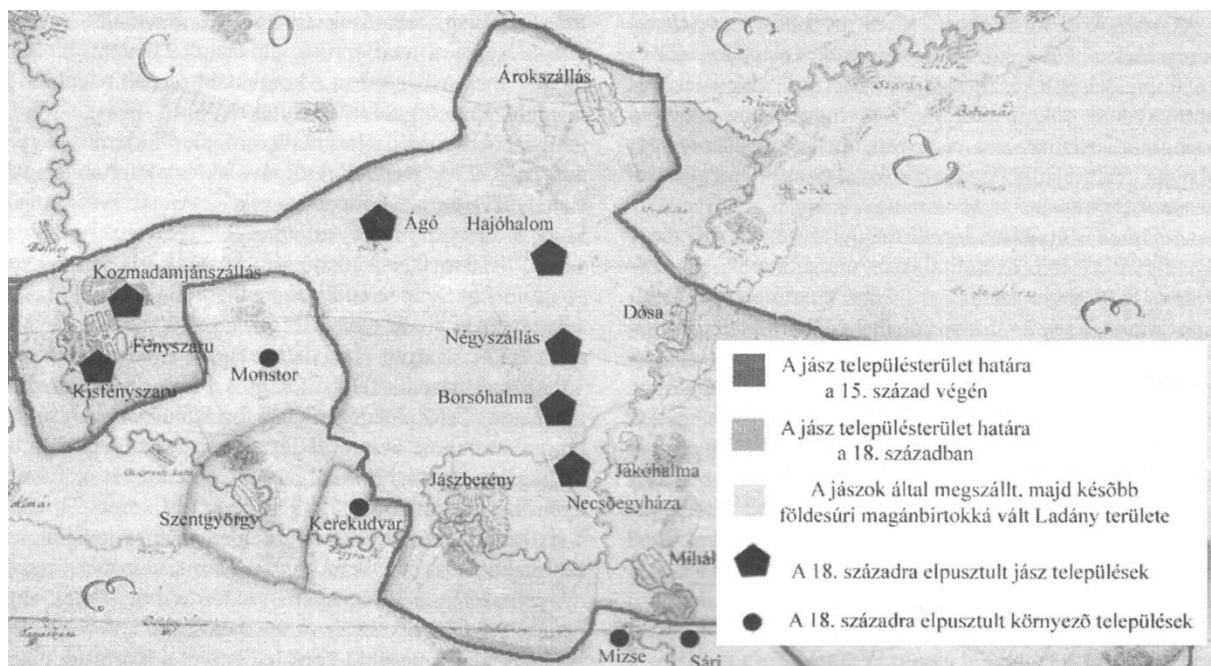 Árokszállás
Ágó
Hajóhalom
Kozmadamjánszállás
Dósa
Fényszaru
Négyszállás
Monstor
Kisfényszaru
Borsóhalma
Jákóhalma
Jászberény
Necsőegyháza
Szentgyörgy
Kerekudvar
Mihál
Mizse
Sári
A jász településterület határa
a 15. század végén
A jász településterület határa
a 18. században
A jászok által megszállt, majd később
földesúri magánbirtokká vált Ladány területe
A 18. századra elpusztult jász települések
A 18. századra elpusztult környező települések